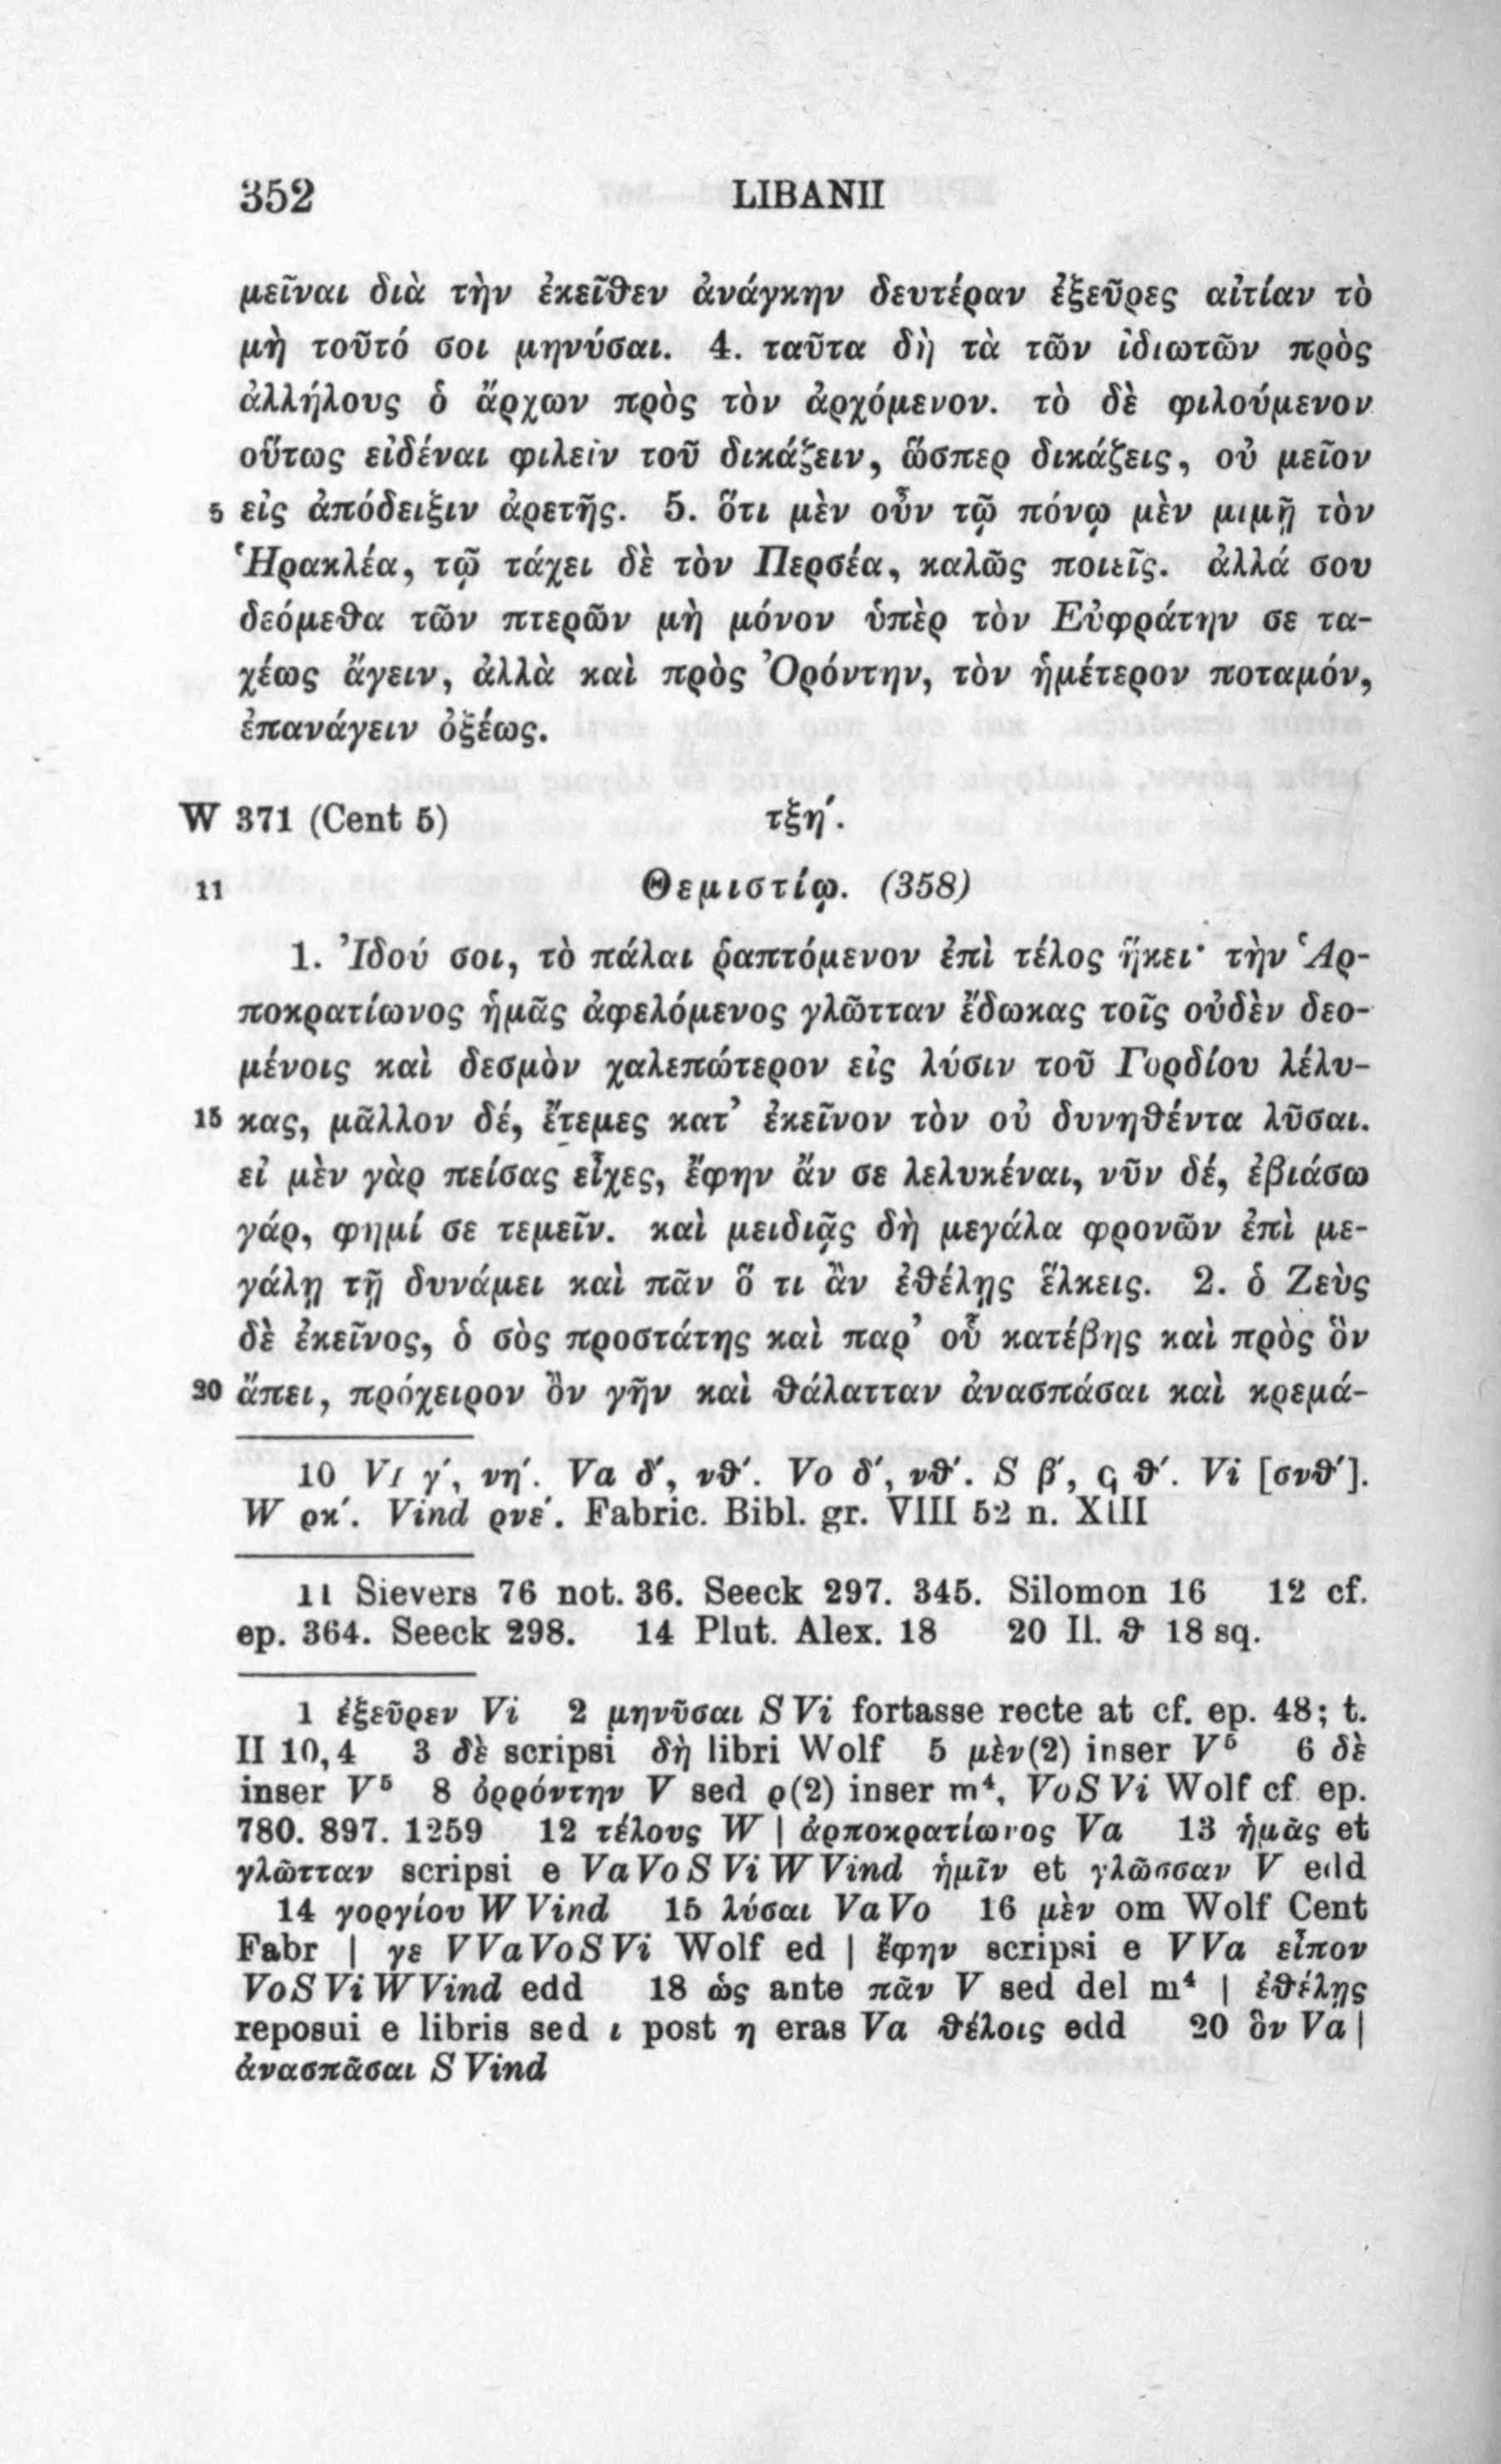 352 LIBANII
μεῖναι διὰ τὴν ἐκεῖθεν ἀνάγκην δευτέραν ἐξεῦρες αἰτίαν τὸ
μὴ τοῦτό σοι μηνύσαι. 4. ταῦτα δὴ τὰ τῶν ἰδιωτῶν πρὸς
ἀλλήλους ὁ ἄρχων πρὸς τὸν ἀρχόμενον. τὸ δὲ φιλούμενον
οὕτως εἰδέναι φιλεῖν τοῦ δικάζειν, ὥσπερ δικάζεις, οὐ μεῖον
5 εἰς ἀπόδειξιν ἀρετῆς. 5. ὅτι μὲν οὖν τῷ πόνῳ μὲν μιμῇ τὸν
Ἡρακλέα, τῷ τάχει δὲ τὸν Περσέα, καλῶς ποιεῖς. ἀλλά σου
δεόμεθα τῶν πτερῶν μὴ μόνον ὑπὲρ τὸν Εὐφράτην σε τα-
χέως ἄγειν, ἀλλὰ καὶ πρὸς Ὀρόντην, τὸν ἡμέτερον ποταμόν,
ἐπανάγειν ὀξέως.
W 371 (Cent 5) τξη΄.
11 Θεμιστίῳ. (358)
1. Ἰδού σοι, τὸ πάλαι ῥαπτόμενον ἐπὶ τέλος ἥκει· τὴν Ἁρ-
ποκρατίωνος ἡμᾶς ἀφελόμενος γλῶτταν ἔδωκας τοῖς οὐδὲν δεο-
μένοις καὶ δεσμὸν χαλεπώτερον εἰς λύσιν τοῦ Γορδίου λέλυ-
15 κας, μᾶλλον δέ, ἔτεμες κατ’ ἐκεῖνον τὸν οὐ δυνηθέντα λῦσαι.
εἰ μὲν γὰρ πείσας εἶχες, ἔφην ἄν σε λελυκέναι, νῦν δέ, ἐβιάσω
γάρ, φημί σε τεμεῖν. καὶ μειδιᾷς δὴ μεγάλα φρονῶν ἐπὶ με-
γάλῃ τῇ δυνάμει καὶ πᾶν ὅ τι ἂν ἐθέλῃς ἕλκεις. 2. ὁ Ζεὺς
δὲ ἐκεῖνος, ὁ σὸς προστάτης καὶ παρ’ οὗ κατέβης καὶ πρὸς ὃν
20 ἄπει, πρόχειρον ὂν γῆν καὶ θάλατταν ἀνασπάσαι καὶ κρεμά-
10 Vι γ΄, νη΄. Va δ΄, νθ΄. Vo δ΄, νθ΄. S β΄, ϥ θ΄. Vi [σνθ΄].
W ρκ΄. Vind ρνε΄. Fabric. Bibl. gr. VIII 52 n. XIII
11 Sievers 76 not. 36. Seeck 297. 345. Silomon 16 12 cf.
ep. 364. Seeck 298. 14 Plut. Alex. 18 20 Il. θ 18 sq.
1 ἐξεῦρεν Vi 2 μηνῦσαι S Vi fortasse recte at cf. ep. 48; t.
II 10, 4 3 δὲ scripsi δὴ libri Wolf 5 μὲν(2) inser V⁵ 6 δὲ
inser V⁵ 8 ὀρρόντην V sed ρ(2) inser m⁴, Vo S Vi Wolf cf ep.
780. 897. 1259 12 τέλους W | ἀρποκρατίωνος Va 13 ἡμᾶς et
γλῶτταν scripsi e Va Vo S Vi W Vind ἡμῖν et γλῶσσαν V edd
14 γοργίου W Vind 15 λύσαι Va Vo 16 μὲν om Wolf Cent
Fabr | γε V Va Vo S Vi Wolf ed | ἔφην scripsi e V Va εἶπον
Vo S Vi W Vind edd 18 ὡς ante πᾶν V sed del m⁴ | ἐθέλῃς
reposui e libris sed ι post η eras Va θέλοις edd 20 ὃν Va |
ἀνασπᾶσαι S Vind